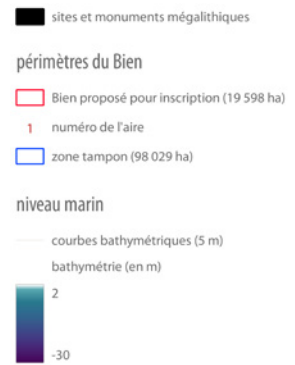 sites et monuments mégalithiques
périmètres du Bien
Bien proposé pour inscription (19 598 ha)
1 numéro de l'aire
zone tampon (98 029 ha)
niveau marin
courbes bathymétriques (5 m)
bathymétrie (en m)
2
-30